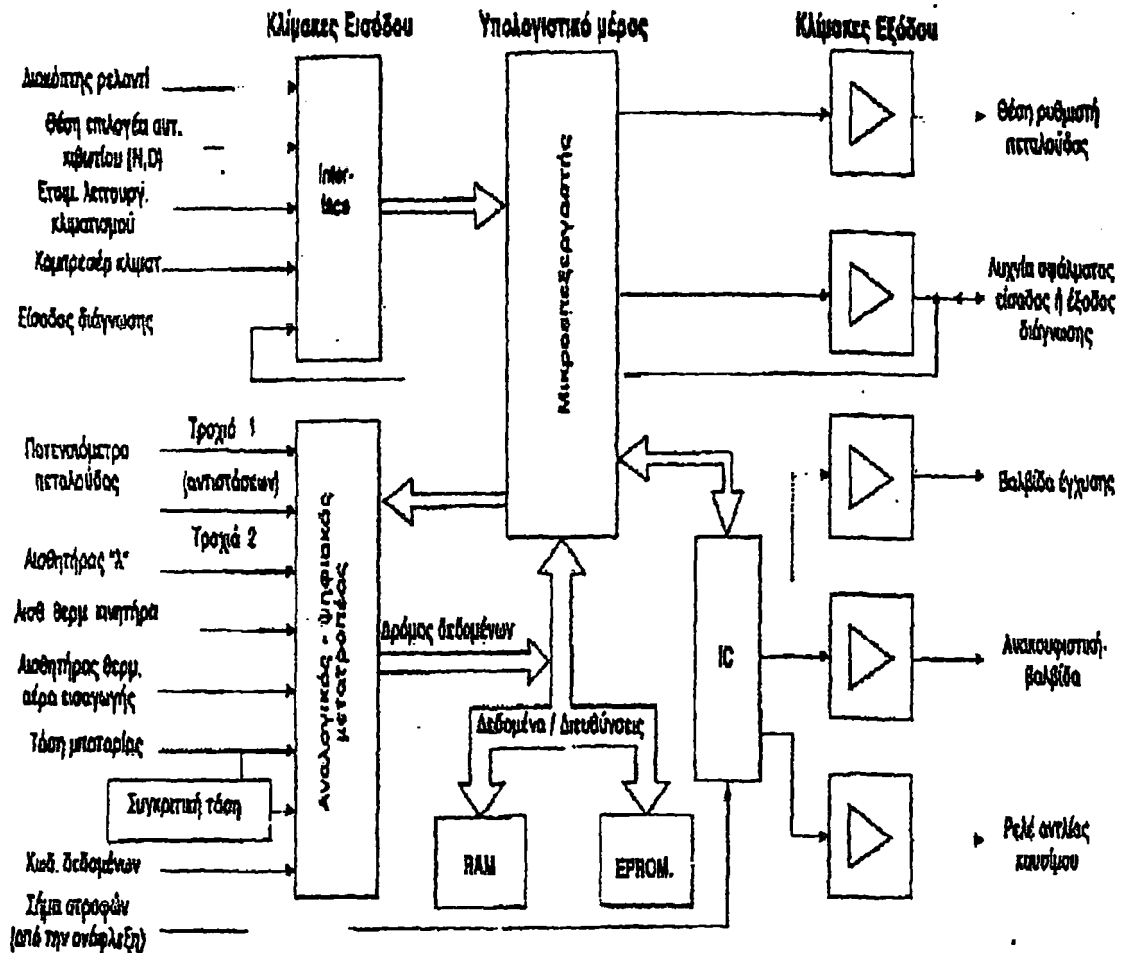 Κλίμακες Εισόδου
Υπολογιστικό μέρος
Κλίμακες Εξόδου
Διακόπτης ρελαντί
Θέση επιλογέα αυτ.
κιβωτίου (N,D)
Ετοιμ. λειτουργ.
κλιματισμού
Κομπρεσέρ κλιματ.
Είσοδος διάγνωσης
Inter-
face
Μικροεπεξεργαστής
Θέση ρυθμιστή
πεταλούδας
Λυχνία σφάλματος
είσοδος ή έξοδος
διάγνωσης
Ποτενσιόμετρο
πεταλούδας
Τροχιά 1
(αντιστάσεων)
Τροχιά 2
Αισθητήρας "λ"
Αισθ θερμ κινητήρα
Αισθητήρας θερμ.
αέρα εισαγωγής
Τάση μπαταρίας
Συγκριτική τάση
Κωδ. δεδομένων
Σήμα στροφών
(από την ανάφλεξη)
Αναλογικός - ψηφιακός
μετατροπέας
Δρόμος δεδομένων
Δεδομένα / Διευθύνσεις
RAM
EPROM.
IC
Βαλβίδα έγχυσης
Ανακουφιστική-
βαλβίδα
Ρελέ αντλίας
καυσίμου